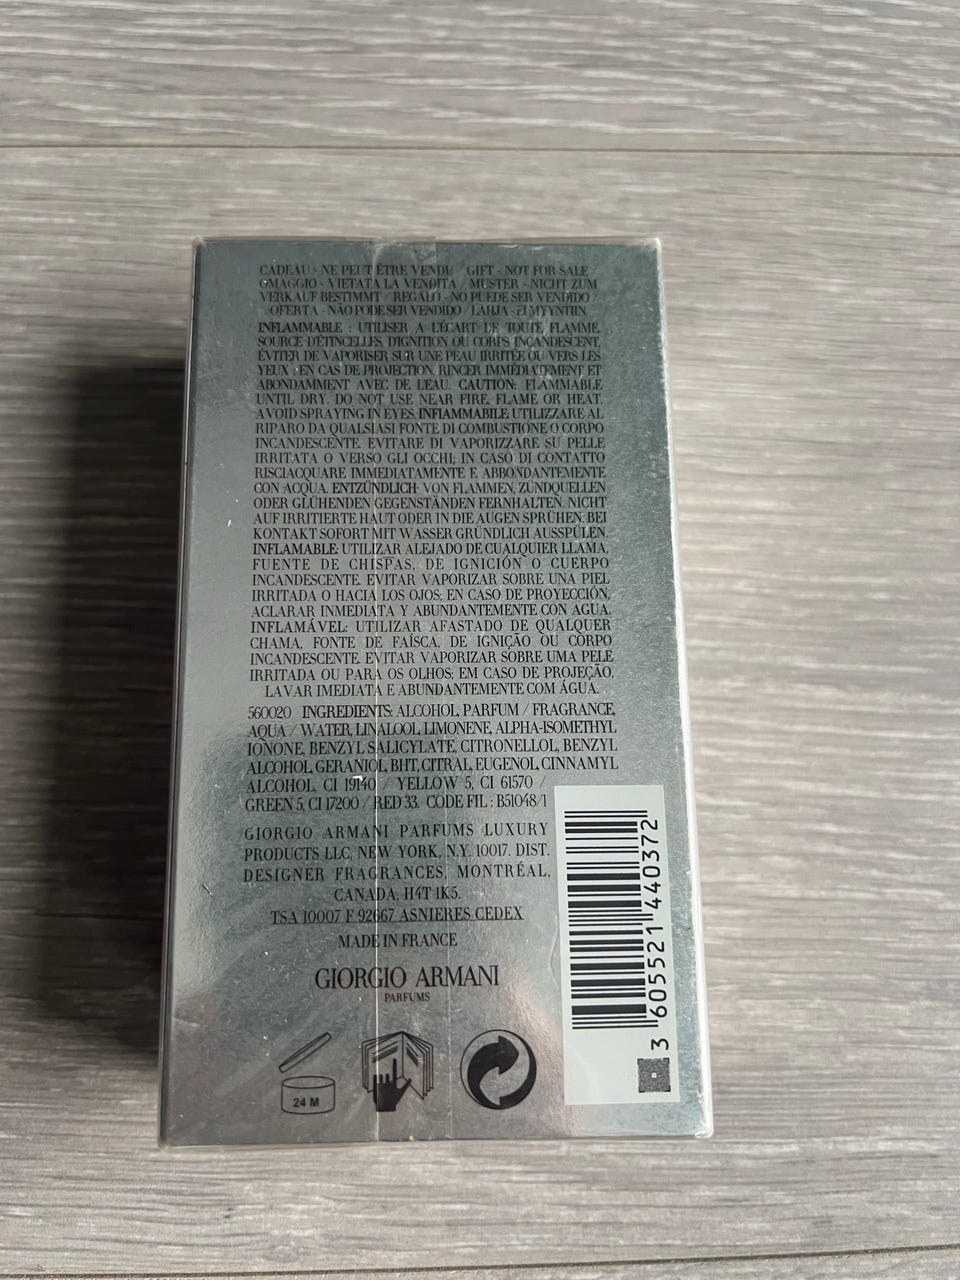 CADEAU - NE PEUT ÊTRE VENDU / GIFT - NOT FOR SALE /
OMAGGIO - VIETATA LA VENDITA / MUSTER - NICHT ZUM
VERKAUF BESTIMMT / REGALO - NO PUEDE SER VENDIDO
OFERTA - NÃO PODE SER VENDIDO / LAHJA - EI MYYNTIIN
INFLAMMABLE : UTILISER A L'ÉCART DE TOUTE FLAMME,
SOURCE D'ÉTINCELLES, D'IGNITION OU CORPS INCANDESCENT.
ÉVITER DE VAPORISER SUR UNE PEAU IRRITÉE OU VERS LES
YEUX ; EN CAS DE PROJECTION, RINCER IMMÉDIATEMENT ET
ABONDAMMENT AVEC DE L'EAU. CAUTION: FLAMMABLE
UNTIL DRY. DO NOT USE NEAR FIRE, FLAME OR HEAT.
AVOID SPRAYING IN EYES. INFIAMMABILE: UTILIZZARE AL
RIPARO DA QUALSIASI FONTE DI COMBUSTIONE O CORPO
INCANDESCENTE. EVITARE DI VAPORIZZARE SU PELLE
IRRITATA O VERSO GLI OCCHI; IN CASO DI CONTATTO
RISCIACQUARE IMMEDIATAMENTE E ABBONDANTEMENTE
CON ACQUA. ENTZÜNDLICH: VON FLAMMEN, ZÜNDQUELLEN
ODER GLÜHENDEN GEGENSTÄNDEN FERNHALTEN. NICHT
AUF IRRITIERTE HAUT ODER IN DIE AUGEN SPRÜHEN. BEI
KONTAKT SOFORT MIT WASSER GRÜNDLICH AUSSPÜLEN.
INFLAMABLE: UTILIZAR ALEJADO DE CUALQUIER LLAMA,
FUENTE DE CHISPAS, DE IGNICIÓN O CUERPO
INCANDESCENTE. EVITAR VAPORIZAR SOBRE UNA PIEL
IRRITADA O HACIA LOS OJOS; EN CASO DE PROYECCIÓN,
ACLARAR INMEDIATA Y ABUNDANTEMENTE CON AGUA.
INFLAMÁVEL: UTILIZAR AFASTADO DE QUALQUER
CHAMA, FONTE DE FAÍSCA, DE IGNIÇÃO OU CORPO
INCANDESCENTE. EVITAR VAPORIZAR SOBRE UMA PELE
IRRITADA OU PARA OS OLHOS; EM CASO DE PROJEÇÃO,
LAVAR IMEDIATA E ABUNDANTEMENTE COM ÁGUA.
560020 INGREDIENTS: ALCOHOL, PARFUM / FRAGRANCE,
AQUA / WATER, LINALOOL, LIMONENE, ALPHA-ISOMETHYL
IONONE, BENZYL SALICYLATE, CITRONELLOL, BENZYL
ALCOHOL, GERANIOL, BHT, CITRAL, EUGENOL, CINNAMYL
ALCOHOL, CI 19140 / YELLOW 5, CI 61570 /
GREEN 5, CI 17200 / RED 33. CODE FIL : B51048/1
GIORGIO ARMANI PARFUMS LUXURY
PRODUCTS LLC, NEW YORK, N.Y. 10017. DIST.
DESIGNER FRAGRANCES, MONTRÉAL,
CANADA, H4T 1K5.
TSA 10007 F 92667 ASNIERES CEDEX
MADE IN FRANCE
GIORGIO ARMANI
PARFUMS
24 M
3 605521 440372